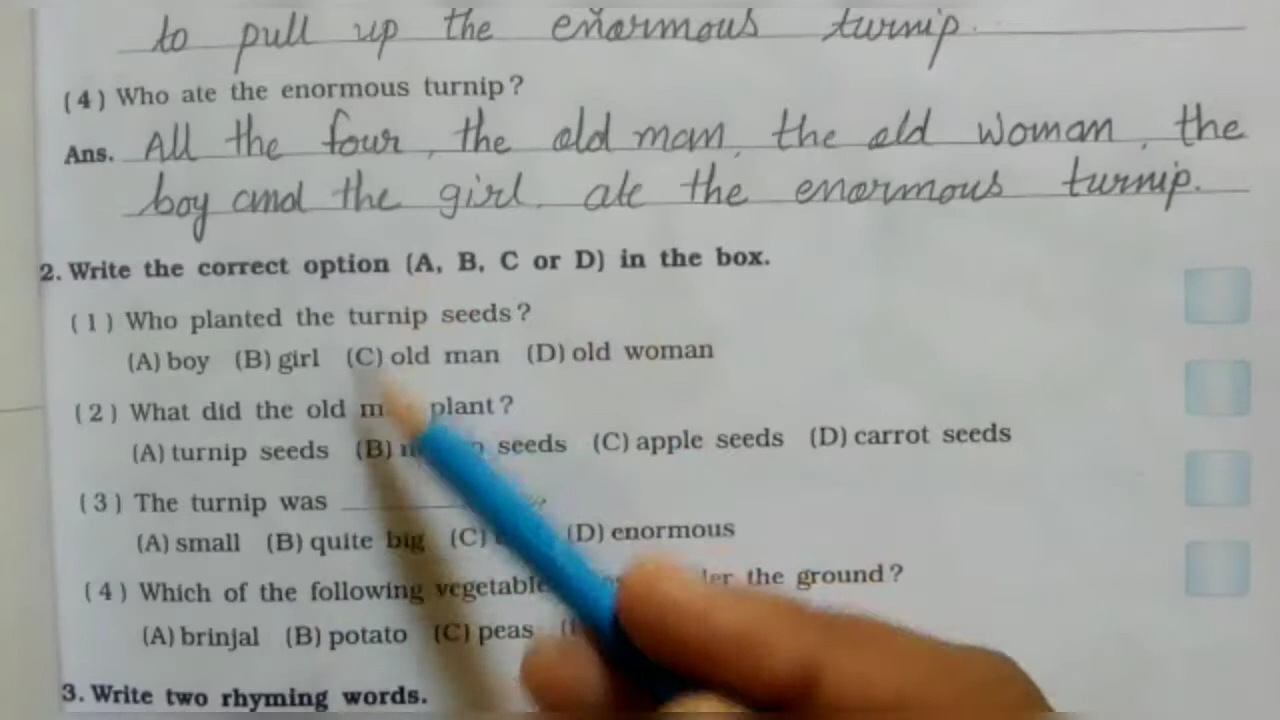 to pull up the enormous turnip.
(4) Who ate the enormous turnip?
Ans. All the four, the old man, the old woman, the
boy and the girl ate the enormous turnip.
2. Write the correct option (A, B, C or D) in the box.
(1) Who planted the turnip seeds?
(A) boy (B) girl (C) old man (D) old woman
(2) What did the old plant?
(A) turnip seeds (B) seeds (C) apple seeds (D) carrot seeds
(3) The turnip was
(A) small (B) quite big (C) (D) enormous
(4) Which of the following vegetable the ground?
(A) brinjal (B) potato (C) peas
3. Write two rhyming words.